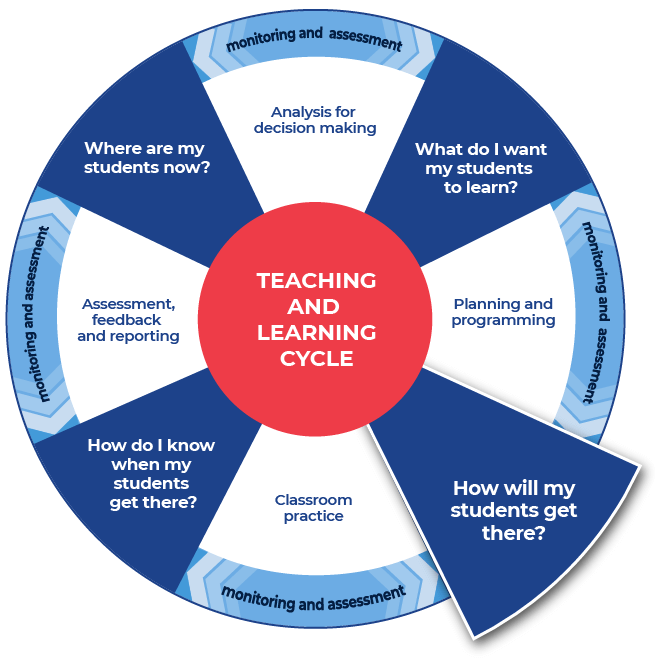 monitoring and assessment
Analysis for
decision making
Where are my
students now?
What do I want
my students
to learn?
monitoring and assessment
Assessment,
feedback
and reporting
TEACHING
AND
LEARNING
CYCLE
Planning and
programming
monitoring and assessment
How do I know
when my
students
get there?
Classroom
practice
How will my
students get
there?
monitoring and assessment